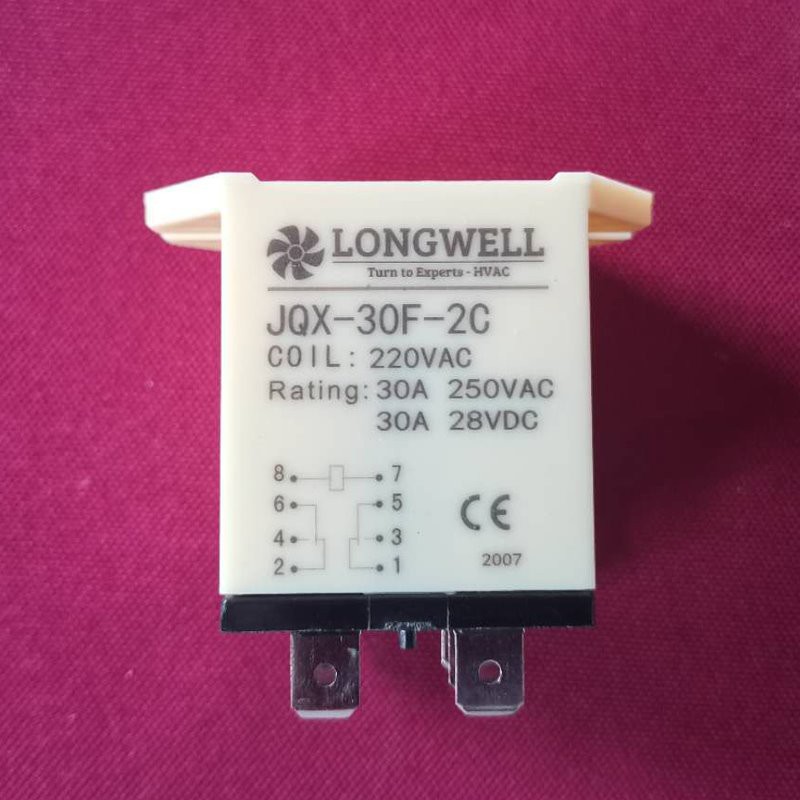 LONGWELL
Turn to Experts - HVAC
JQX-30F-2C
COIL: 220VAC
Rating: 30A 250VAC
30A 28VDC
8 7
6 5
4 3
2 1
CE
2007